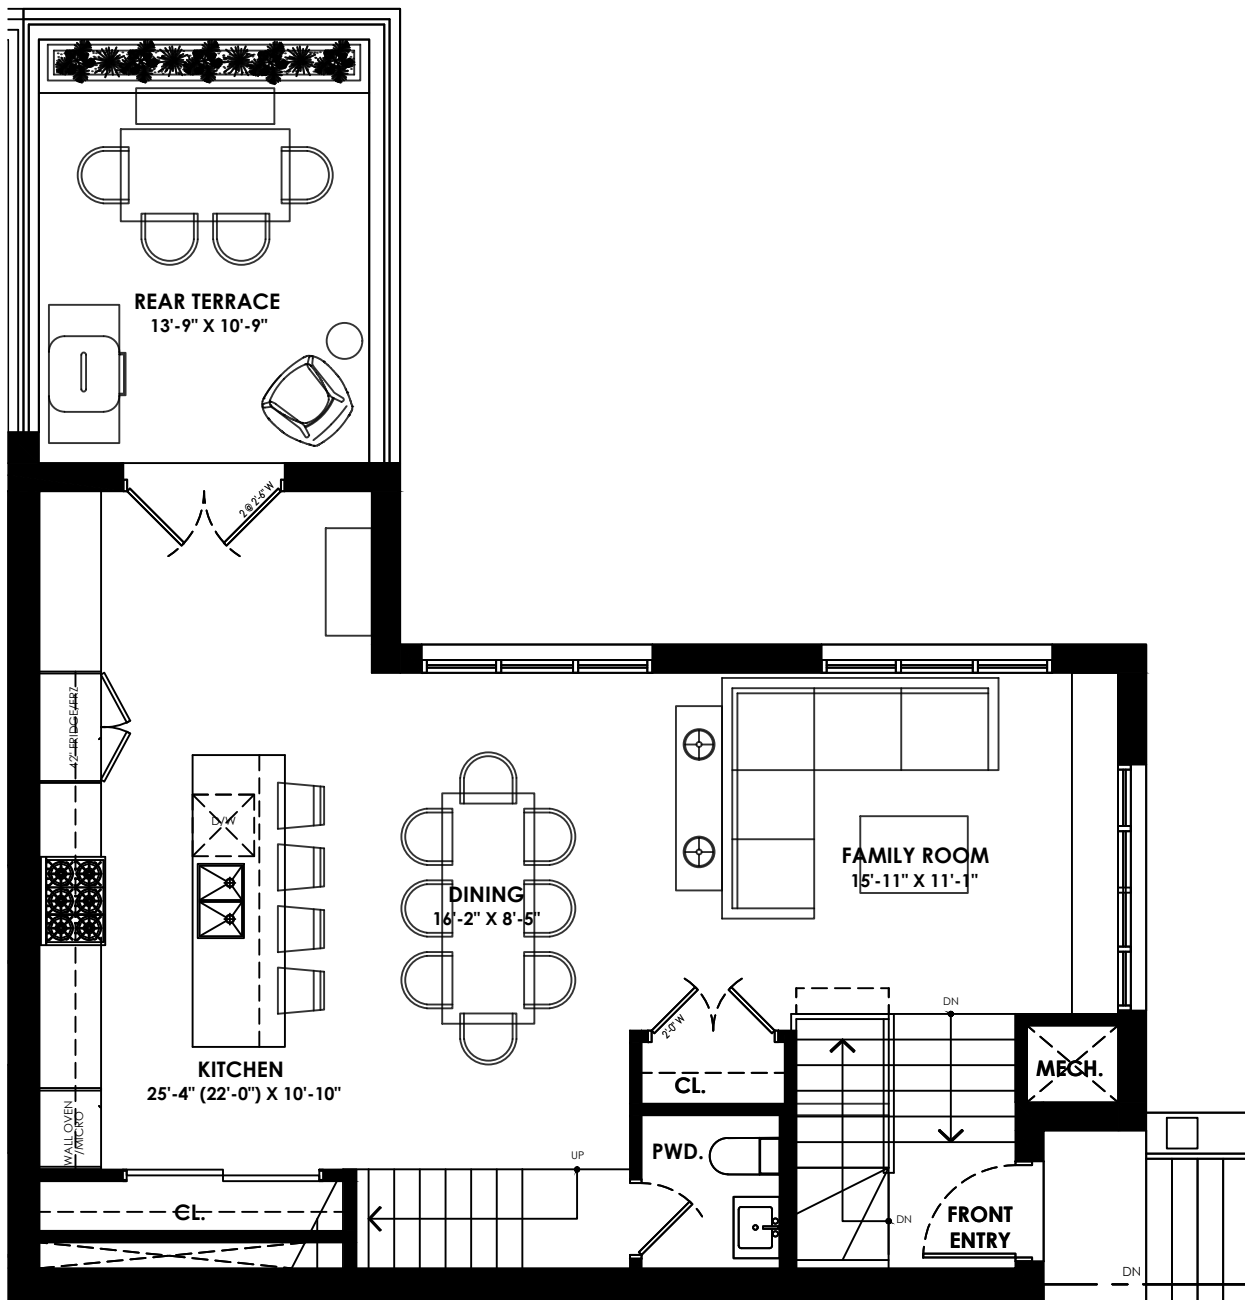 REAR TERRACE
13'-9" X 10'-9"
2 @ 2'-6" W
42" FRIDGE/FRZ
D/W
DINING
16'-2" X 8'-5"
FAMILY ROOM
15'-11" X 11'-1"
KITCHEN
25'-4" (22'-0") X 10'-10"
2'-0" W
DN
CL.
MECH.
WALL OVEN
/MICRO
PWD.
UP
CL.
DN
FRONT
ENTRY
DN